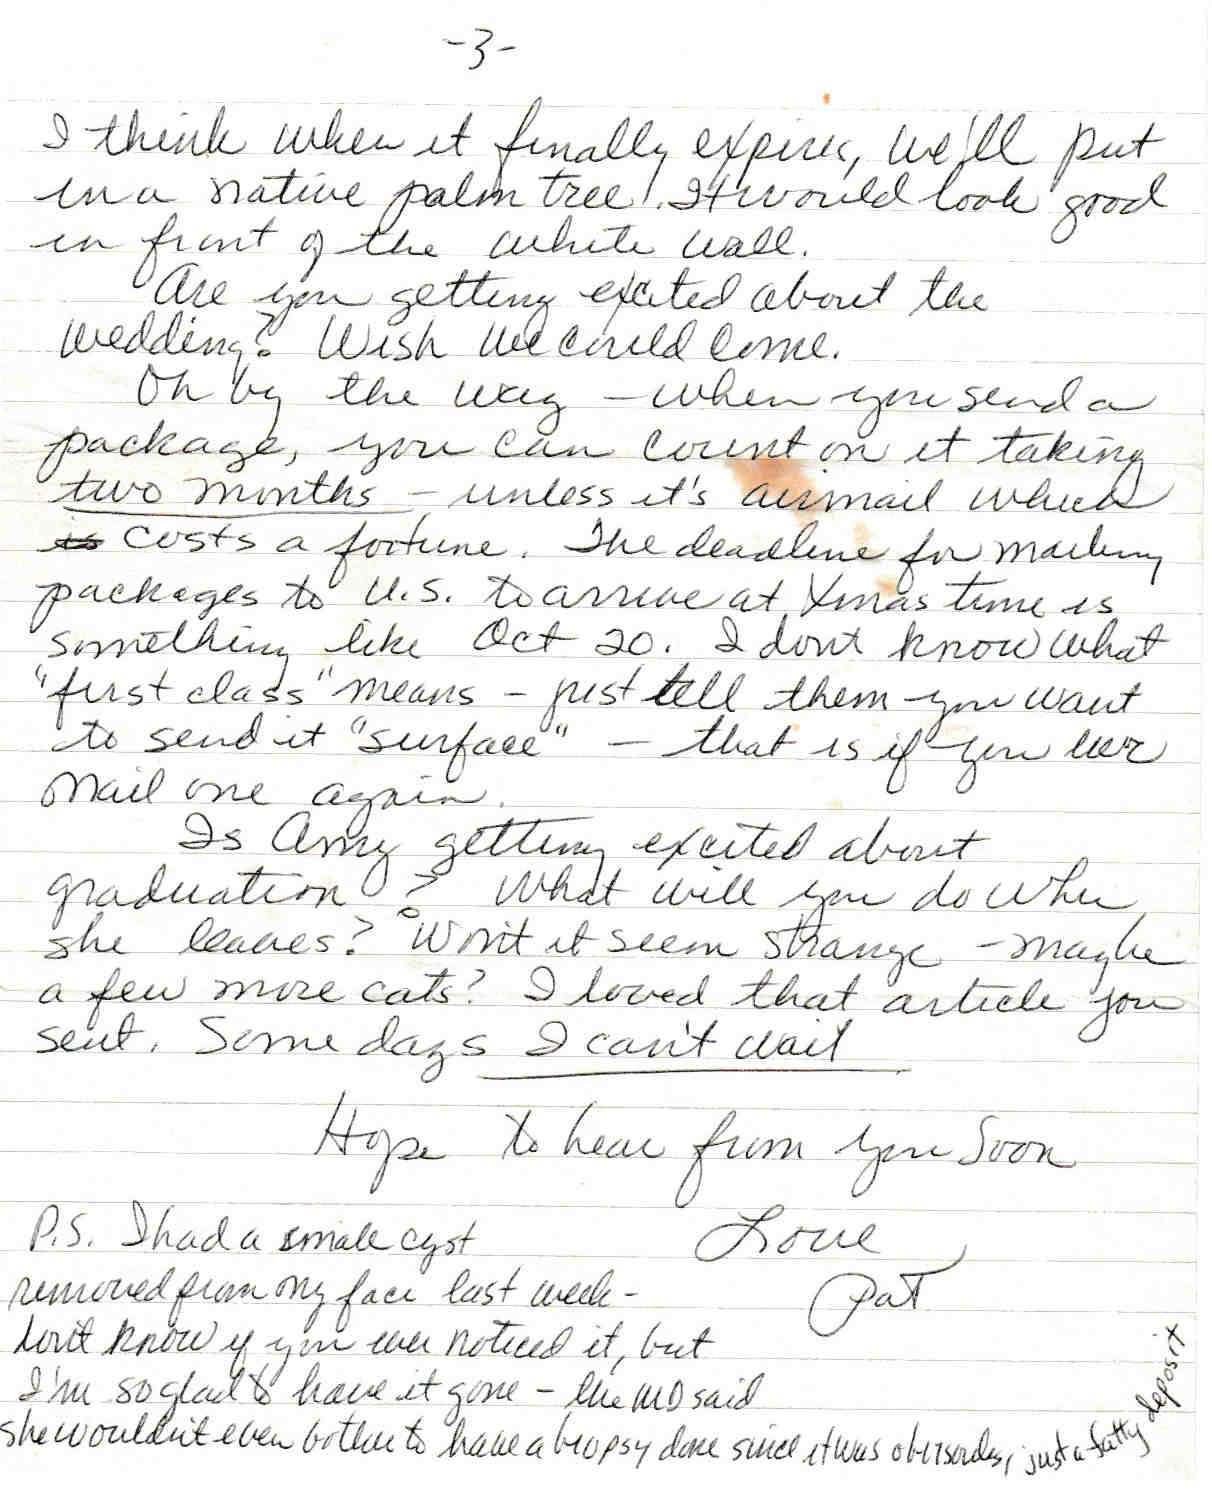 -3-
I think when it finally expires, we'll put
in a native palm tree! It would look good
in front of the white wall.
Are you getting excited about the
wedding? Wish we could come.
Oh by the way - when you send a
package, you can count on it taking
two months - unless it's airmail which
is costs a fortune. The deadline for mailing
packages to U.S. to arrive at Xmas time is
something like Oct 20. I dont know what
"first class" means - just tell them you want
to send it "surface" - that is if you ever
mail one again.
Is Amy getting excited about
graduation? What will you do when
she leaves? Won't it seem strange - maybe
a few more cats? I loved that article you
sent. Some days I can't wait
Hope to hear from you soon
Love
Pat
P.S. I had a small cyst
removed from my face last week -
don't know if you ever noticed it, but
I'm so glad to have it gone - the MD said
she wouldn't even bother to have a biopsy done since it was obviously just a fatty deposit